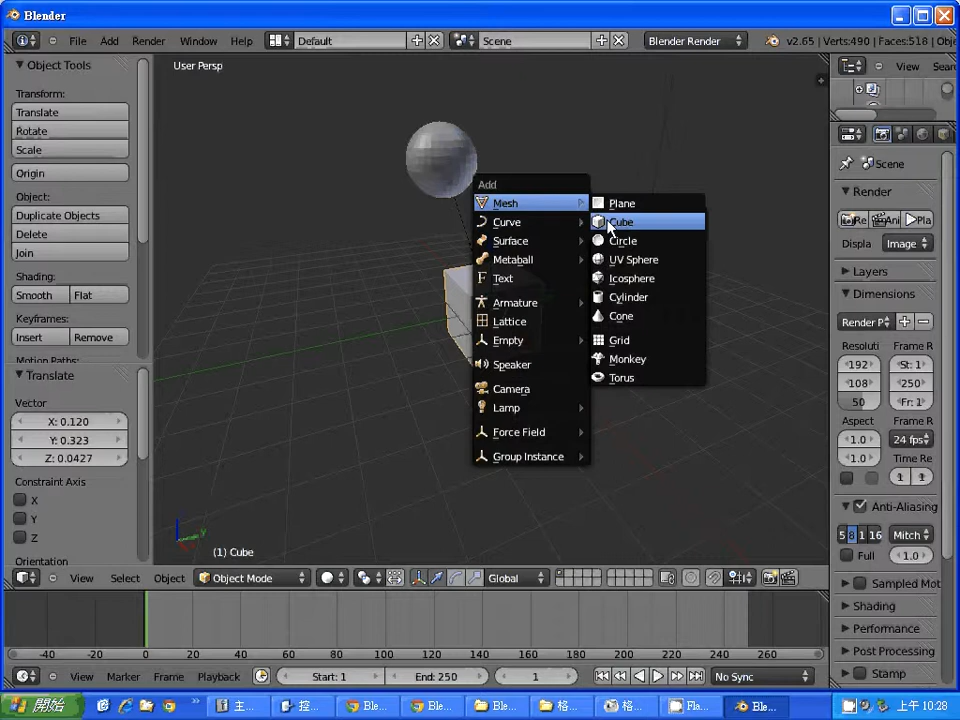 Blender
File Add Render Window Help Default Scene Blender Render v2.65 | Verts:490 | Faces:518 | Ob
Object Tools
Transform:
Translate
Rotate
Scale
Origin
Object:
Duplicate Objects
Delete
Join
Shading:
Smooth Flat
Keyframes:
Insert Remove
Motion Paths:
Translate
Vector
X: 0.120
Y: 0.323
Z: 0.0427
Constraint Axis
X
Y
Z
Orientation
User Persp
Add
Mesh
Curve
Surface
Metaball
Text
Armature
Lattice
Empty
Speaker
Camera
Lamp
Force Field
Group Instance
Plane
Cube
Circle
UV Sphere
Icosphere
Cylinder
Cone
Grid
Monkey
Torus
(1) Cube
View Sear
Scene
Render
Re Ani Pla
Displa Image
Layers
Dimensions
Render P
Resoluti Frame R
192 St: 1
108 250
50 Fr: 1
Aspect Frame R
1.0 24 fps
1.0 Time Re
1 1
Anti-Aliasing
5 8 1 16 Mitch
Full 1.0
Sampled Mot
Shading
Performance
Post Processing
Stamp
View Select Object Object Mode Global
-40 -20 0 20 40 60 80 100 120 140 160 180 200 220 240 260
View Marker Frame Playback Start: 1 End: 250 1 No Sync
開始 主... 控... Ble... Ble... Ble... 格... 格... Fla... Ble... 上午 10:28